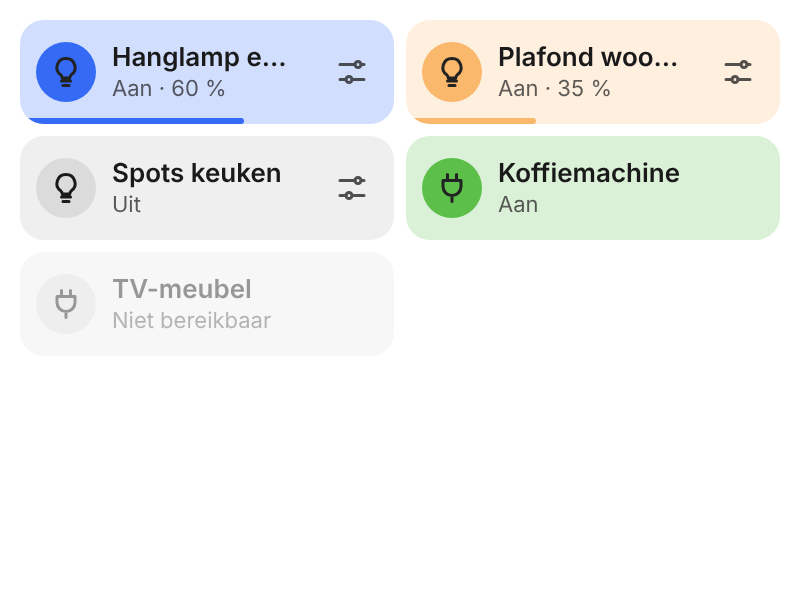 Hanglamp e...
Aan · 60 %
Plafond woo...
Aan · 35 %
Spots keuken
Uit
Koffiemachine
Aan
TV-meubel
Niet bereikbaar